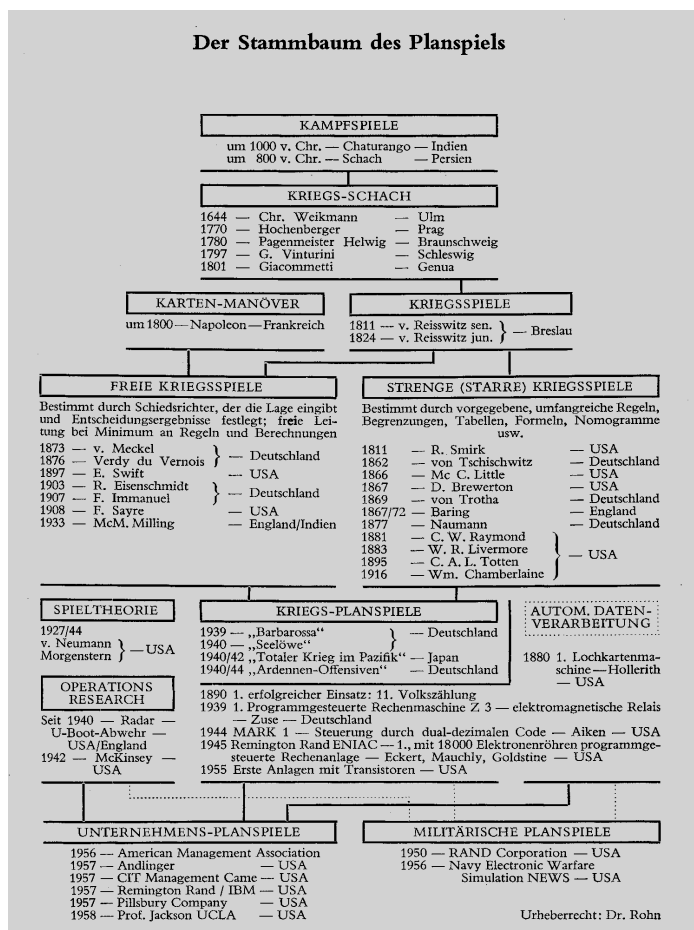 Der Stammbaum des Planspiels
KAMPFSPIELE
um 1000 v. Chr. — Chaturango — Indien
um 800 v. Chr. — Schach — Persien
KRIEGS-SCHACH
1644 — Chr. Weikmann — Ulm
1770 — Hochenberger — Prag
1780 — Pagenmeister Helwig — Braunschweig
1797 — G. Vinturini — Schleswig
1801 — Giacommetti — Genua
KARTEN-MANÖVER
um 1800 — Napoleon — Frankreich
KRIEGSSPIELE
1811 — v. Reisswitz sen.
1824 — v. Reisswitz jun.
} — Breslau
FREIE KRIEGSSPIELE
Bestimmt durch Schiedsrichter, der die Lage eingibt
und Entscheidungsergebnisse festlegt; freie Lei-
tung bei Minimum an Regeln und Berechnungen
1873 — v. Meckel
1876 — Verdy du Vernois
} — Deutschland
1897 — E. Swift — USA
1903 — R. Eisenschmidt
1907 — F. Immanuel
} — Deutschland
1908 — F. Sayre — USA
1933 — McM. Milling — England/Indien
STRENGE (STARRE) KRIEGSSPIELE
Bestimmt durch vorgegebene, umfangreiche Regeln,
Begrenzungen, Tabellen, Formeln, Nomogramme
usw.
1811 — R. Smirk — USA
1862 — von Tschischwitz — Deutschland
1866 — Mc C. Little — USA
1867 — D. Brewerton — USA
1869 — von Trotha — Deutschland
1867/72 — Baring — England
1877 — Naumann — Deutschland
1881 — C. W. Raymond
1883 — W. R. Livermore
1895 — C. A. L. Totten
1916 — Wm. Chamberlaine
} — USA
SPIELTHEORIE
1927/44
v. Neumann
Morgenstern
} — USA
OPERATIONS
RESEARCH
Seit 1940 — Radar —
U-Boot-Abwehr —
USA/England
1942 — McKinsey —
USA
KRIEGS-PLANSPIELE
1939 — „Barbarossa“
1940 — „Seelöwe“
} — Deutschland
1940/42 „Totaler Krieg im Pazifik“ — Japan
1940/44 „Ardennen-Offensiven“ — Deutschland
AUTOM. DATEN-
VERARBEITUNG
1880 1. Lochkartenma-
schine — Hollerith
— USA
1890 1. erfolgreicher Einsatz: 11. Volkszählung
1939 1. Programmgesteuerte Rechenmaschine Z 3 — elektromagnetische Relais
— Zuse — Deutschland
1944 MARK 1 — Steuerung durch dual-dezimalen Code — Aiken — USA
1945 Remington Rand ENIAC — 1., mit 18000 Elektronenröhren programmge-
steuerte Rechenanlage — Eckert, Mauchly, Goldstine — USA
1955 Erste Anlagen mit Transistoren — USA
UNTERNEHMENS-PLANSPIELE
1956 — American Management Association
1957 — Andlinger — USA
1957 — CIT Management Came — USA
1957 — Remington Rand / IBM — USA
1957 — Pillsbury Company — USA
1958 — Prof. Jackson UCLA — USA
MILITÄRISCHE PLANSPIELE
1950 — RAND Corporation — USA
1956 — Navy Electronic Warfare
Simulation NEWS — USA
Urheberrecht: Dr. Rohn